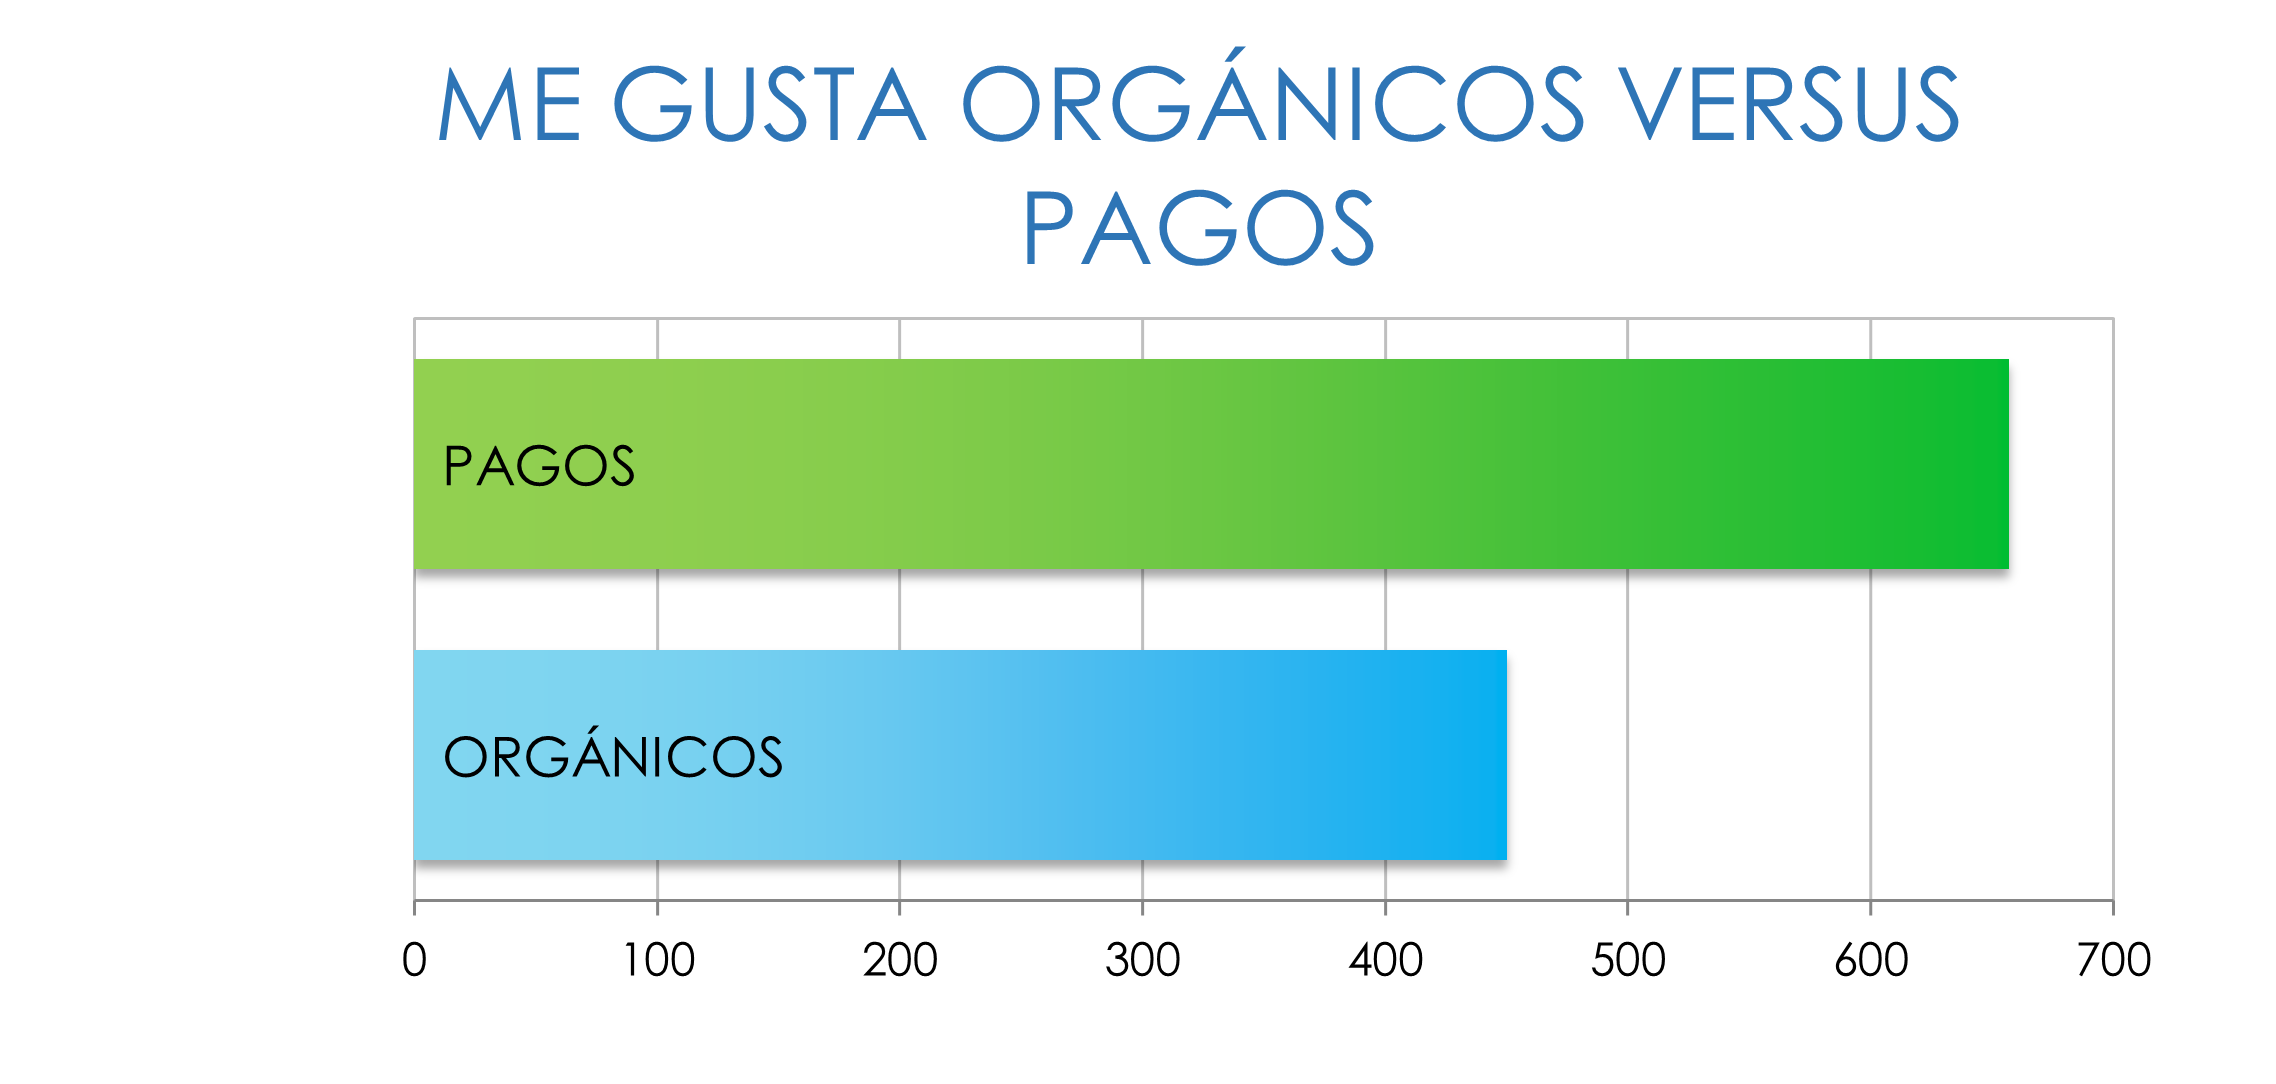 ME GUSTA ORGÁNICOS VERSUS
PAGOS
PAGOS
ORGÁNICOS
0 100 200 300 400 500 600 700